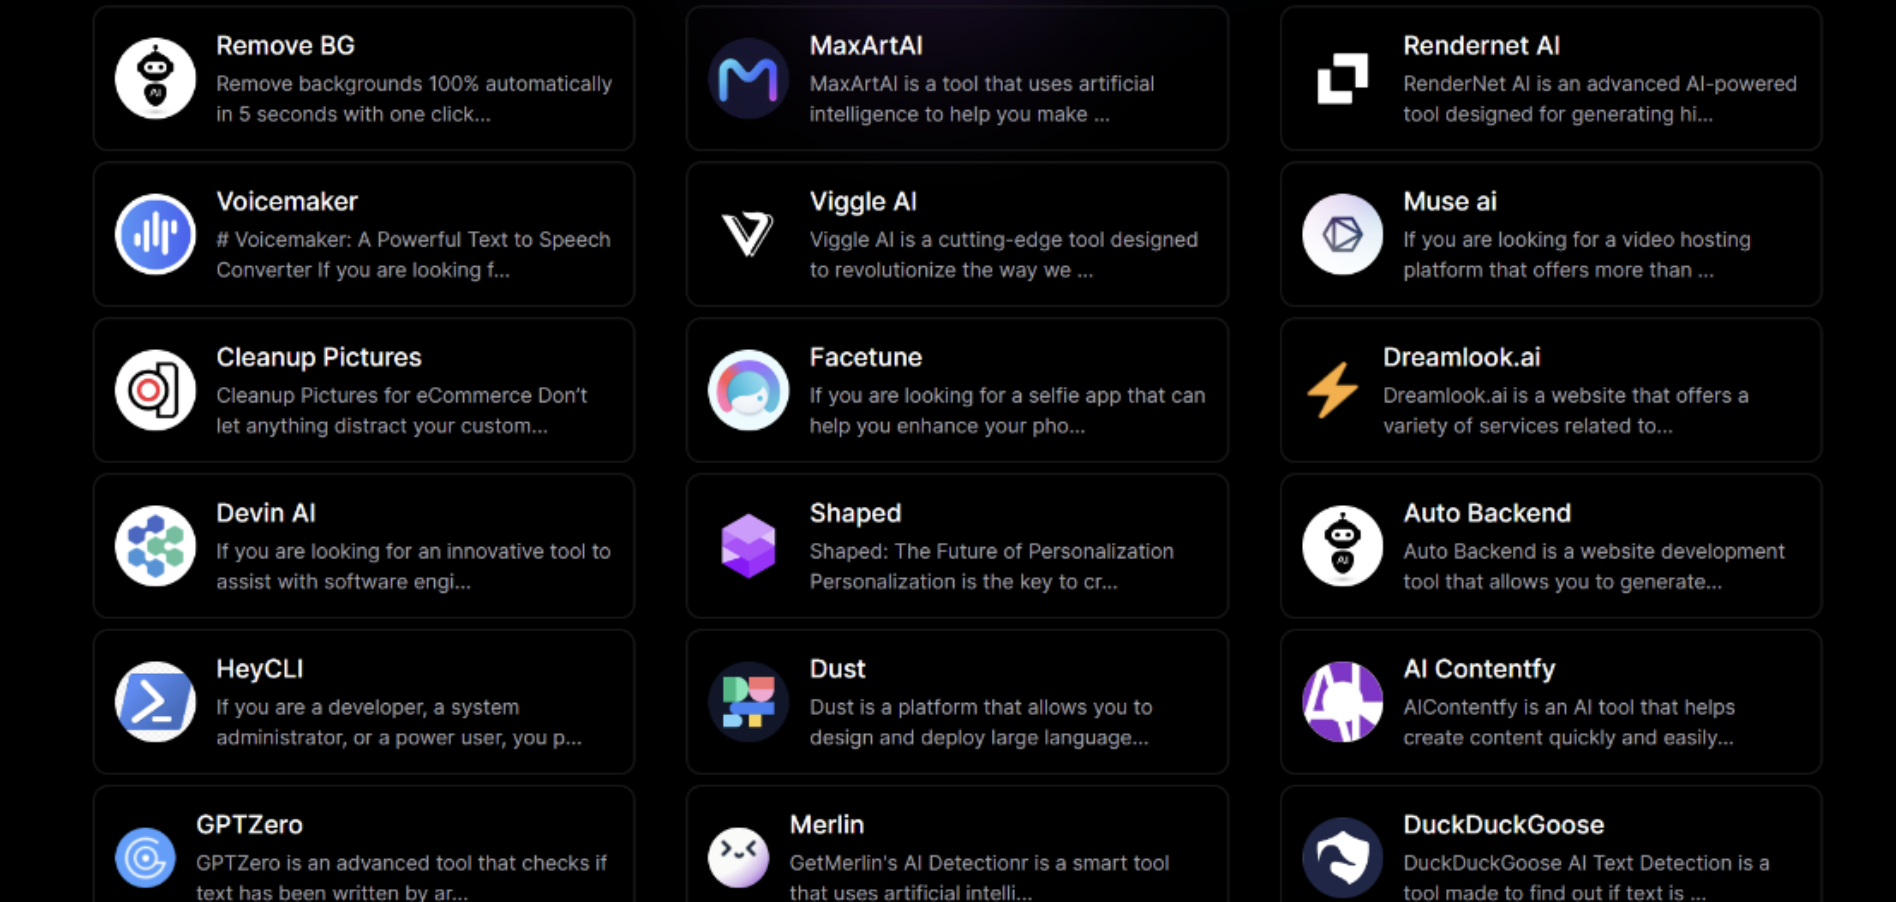 Remove BG
Remove backgrounds 100% automatically
in 5 seconds with one click...
MaxArtAI
MaxArtAI is a tool that uses artificial
intelligence to help you make ...
Rendernet AI
RenderNet AI is an advanced AI-powered
tool designed for generating hi...
Voicemaker
# Voicemaker: A Powerful Text to Speech
Converter If you are looking f...
Viggle AI
Viggle AI is a cutting-edge tool designed
to revolutionize the way we ...
Muse ai
If you are looking for a video hosting
platform that offers more than ...
Cleanup Pictures
Cleanup Pictures for eCommerce Don't
let anything distract your custom...
Facetune
If you are looking for a selfie app that can
help you enhance your pho...
Dreamlook.ai
Dreamlook.ai is a website that offers a
variety of services related to...
Devin AI
If you are looking for an innovative tool to
assist with software engi...
Shaped
Shaped: The Future of Personalization
Personalization is the key to cr...
Auto Backend
Auto Backend is a website development
tool that allows you to generate...
HeyCLI
If you are a developer, a system
administrator, or a power user, you p...
Dust
Dust is a platform that allows you to
design and deploy large language...
AI Contentfy
AIContentfy is an AI tool that helps
create content quickly and easily...
GPTZero
GPTZero is an advanced tool that checks if
text has been written by ar...
Merlin
GetMerlin's AI Detectionr is a smart tool
that uses artificial intelli...
DuckDuckGoose
DuckDuckGoose AI Text Detection is a
tool made to find out if text is ...